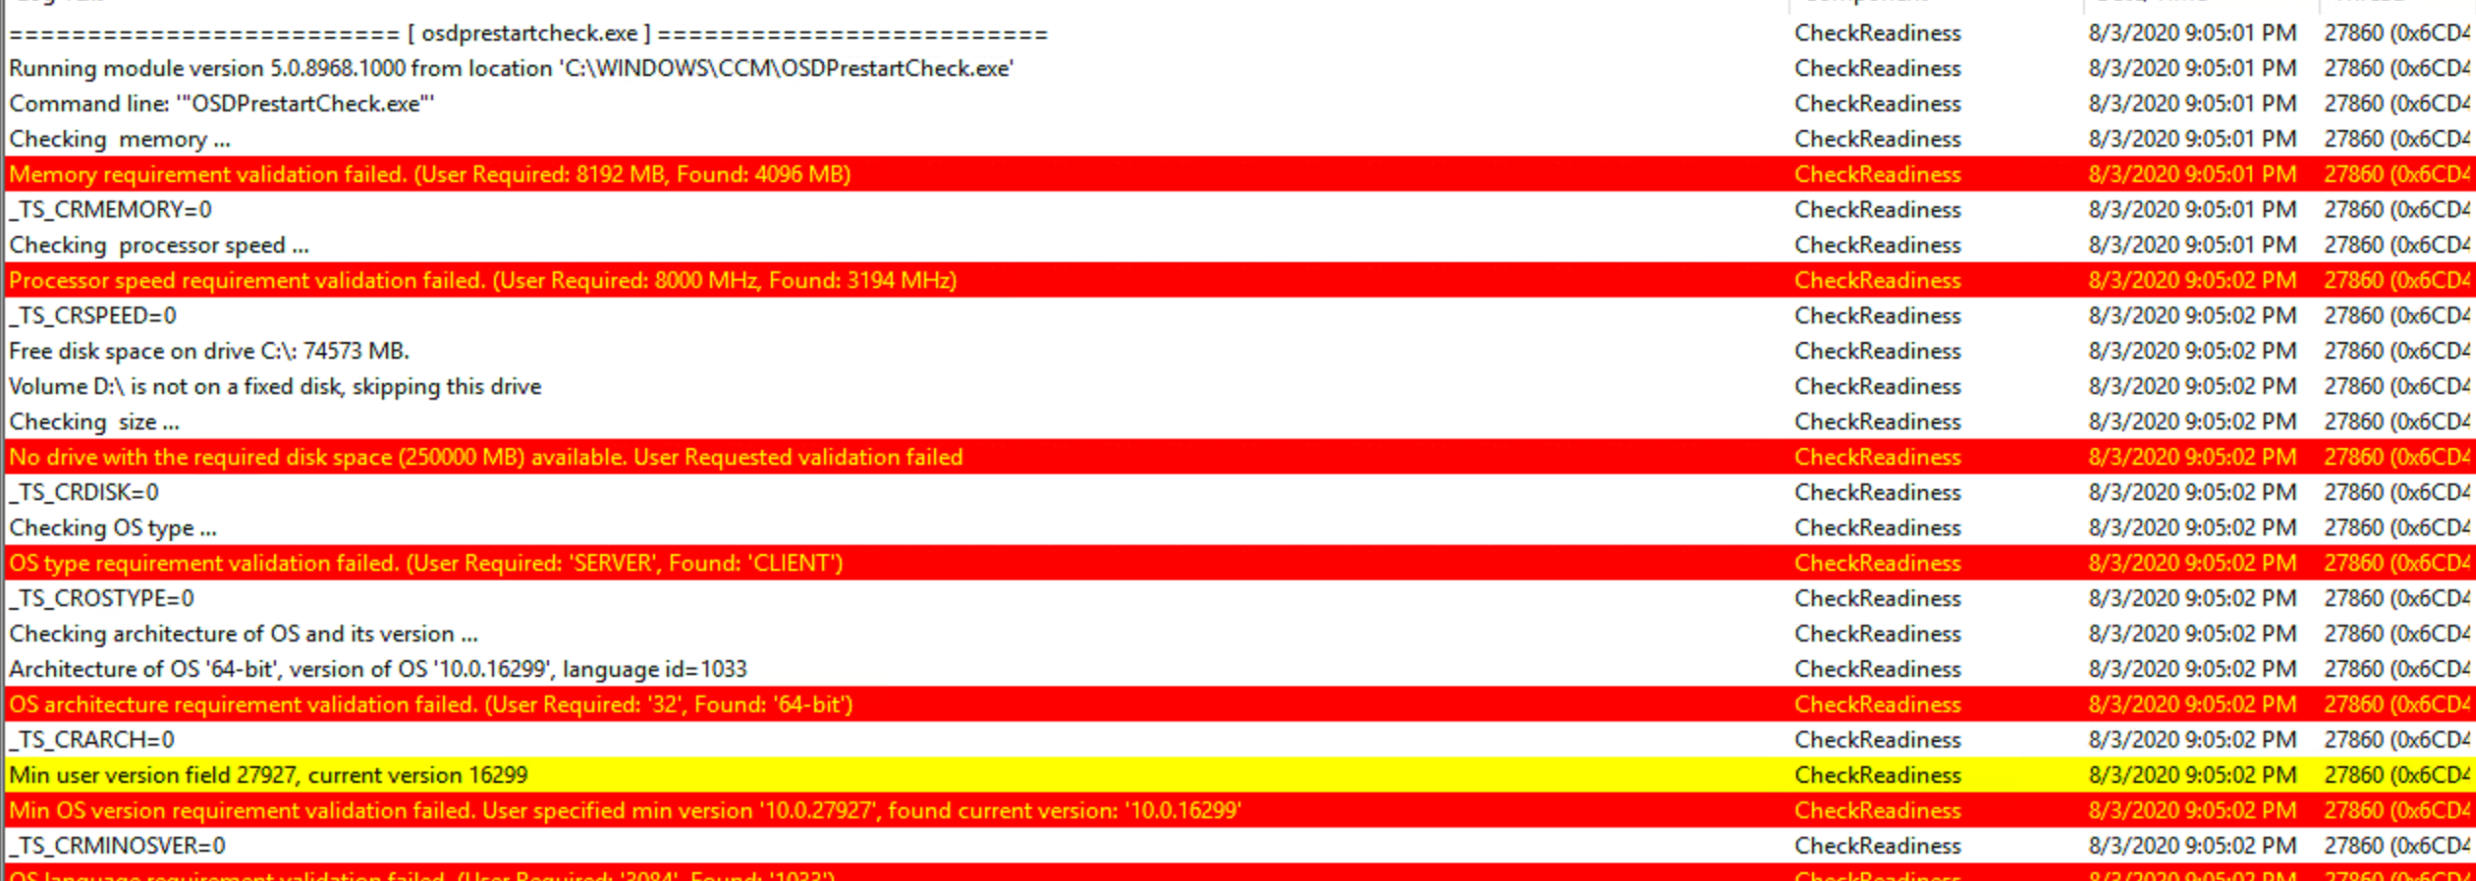 ========================= [ osdprestartcheck.exe ] ========================= CheckReadiness 8/3/2020 9:05:01 PM 27860 (0x6CD4
Running module version 5.0.8968.1000 from location 'C:\WINDOWS\CCM\OSDPrestartCheck.exe' CheckReadiness 8/3/2020 9:05:01 PM 27860 (0x6CD4
Command line: '"OSDPrestartCheck.exe"' CheckReadiness 8/3/2020 9:05:01 PM 27860 (0x6CD4
Checking  memory ... CheckReadiness 8/3/2020 9:05:01 PM 27860 (0x6CD4
Memory requirement validation failed. (User Required: 8192 MB, Found: 4096 MB) CheckReadiness 8/3/2020 9:05:01 PM 27860 (0x6CD4
_TS_CRMEMORY=0 CheckReadiness 8/3/2020 9:05:01 PM 27860 (0x6CD4
Checking  processor speed ... CheckReadiness 8/3/2020 9:05:01 PM 27860 (0x6CD4
Processor speed requirement validation failed. (User Required: 8000 MHz, Found: 3194 MHz) CheckReadiness 8/3/2020 9:05:02 PM 27860 (0x6CD4
_TS_CRSPEED=0 CheckReadiness 8/3/2020 9:05:02 PM 27860 (0x6CD4
Free disk space on drive C:\: 74573 MB. CheckReadiness 8/3/2020 9:05:02 PM 27860 (0x6CD4
Volume D:\ is not on a fixed disk, skipping this drive CheckReadiness 8/3/2020 9:05:02 PM 27860 (0x6CD4
Checking  size ... CheckReadiness 8/3/2020 9:05:02 PM 27860 (0x6CD4
No drive with the required disk space (250000 MB) available. User Requested validation failed CheckReadiness 8/3/2020 9:05:02 PM 27860 (0x6CD4
_TS_CRDISK=0 CheckReadiness 8/3/2020 9:05:02 PM 27860 (0x6CD4
Checking OS type ... CheckReadiness 8/3/2020 9:05:02 PM 27860 (0x6CD4
OS type requirement validation failed. (User Required: 'SERVER', Found: 'CLIENT') CheckReadiness 8/3/2020 9:05:02 PM 27860 (0x6CD4
_TS_CROSTYPE=0 CheckReadiness 8/3/2020 9:05:02 PM 27860 (0x6CD4
Checking architecture of OS and its version ... CheckReadiness 8/3/2020 9:05:02 PM 27860 (0x6CD4
Architecture of OS '64-bit', version of OS '10.0.16299', language id=1033 CheckReadiness 8/3/2020 9:05:02 PM 27860 (0x6CD4
OS architecture requirement validation failed. (User Required: '32', Found: '64-bit') CheckReadiness 8/3/2020 9:05:02 PM 27860 (0x6CD4
_TS_CRARCH=0 CheckReadiness 8/3/2020 9:05:02 PM 27860 (0x6CD4
Min user version field 27927, current version 16299 CheckReadiness 8/3/2020 9:05:02 PM 27860 (0x6CD4
Min OS version requirement validation failed. User specified min version '10.0.27927', found current version: '10.0.16299' CheckReadiness 8/3/2020 9:05:02 PM 27860 (0x6CD4
_TS_CRMINOSVER=0 CheckReadiness 8/3/2020 9:05:02 PM 27860 (0x6CD4
OS language requirement validation failed. (User Required: '3084', Found: '1033') CheckReadiness 8/3/2020 9:05:02 PM 27860 (0x6CD4